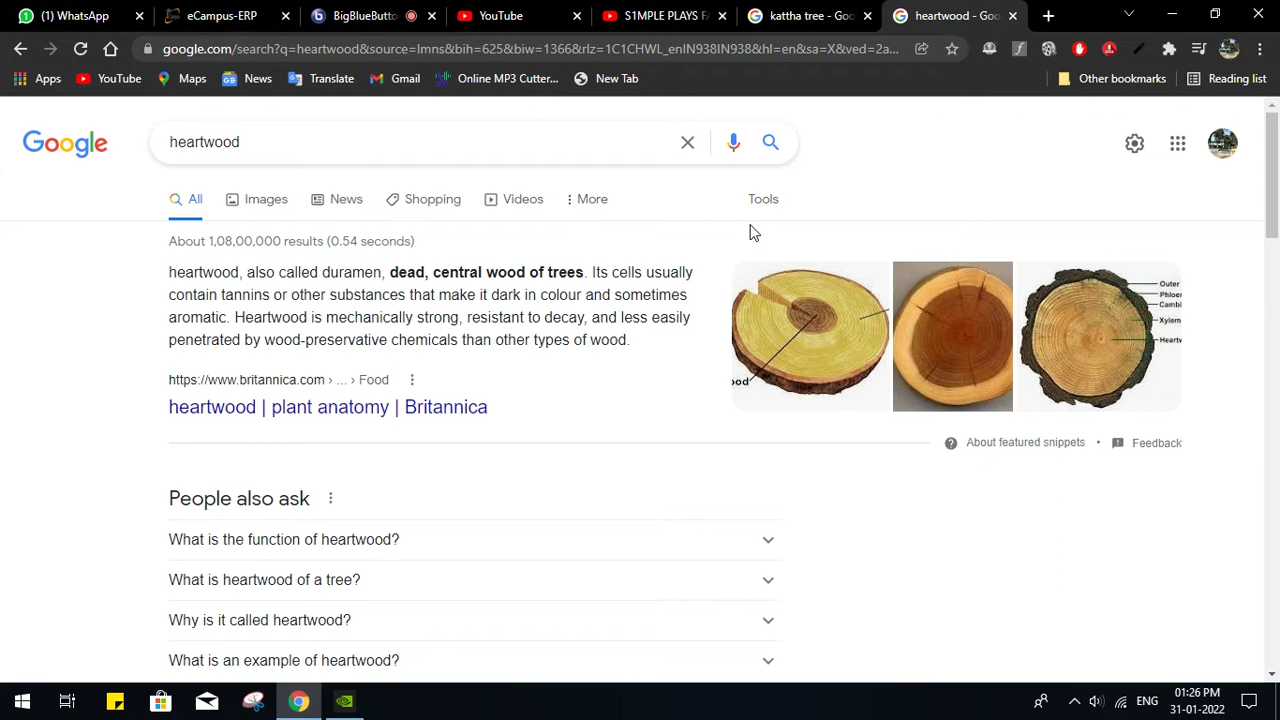 (1) WhatsApp
eCampus-ERP
BigBlueButto
YouTube
S1MPLE PLAYS FA
kattha tree - Goo
heartwood - Goo
google.com/search?q=heartwood&source=lmns&bih=625&biw=1366&rlz=1C1CHWL_enIN938IN938&hl=en&sa=X&ved=2a...
Apps
YouTube
Maps
News
Translate
Gmail
Online MP3 Cutter...
New Tab
Other bookmarks
Reading list
Google
heartwood
All
Images
News
Shopping
Videos
More
Tools
About 1,08,00,000 results (0.54 seconds)
heartwood, also called duramen, dead, central wood of trees. Its cells usually
contain tannins or other substances that make it dark in colour and sometimes
aromatic. Heartwood is mechanically strong, resistant to decay, and less easily
penetrated by wood-preservative chemicals than other types of wood.
ood
Outer
Phloe
Cambi
Xylem
Heartw
https://www.britannica.com › ... › Food
heartwood | plant anatomy | Britannica
About featured snippets
•
Feedback
People also ask
What is the function of heartwood?
What is heartwood of a tree?
Why is it called heartwood?
What is an example of heartwood?
ENG
01:26 PM
31-01-2022